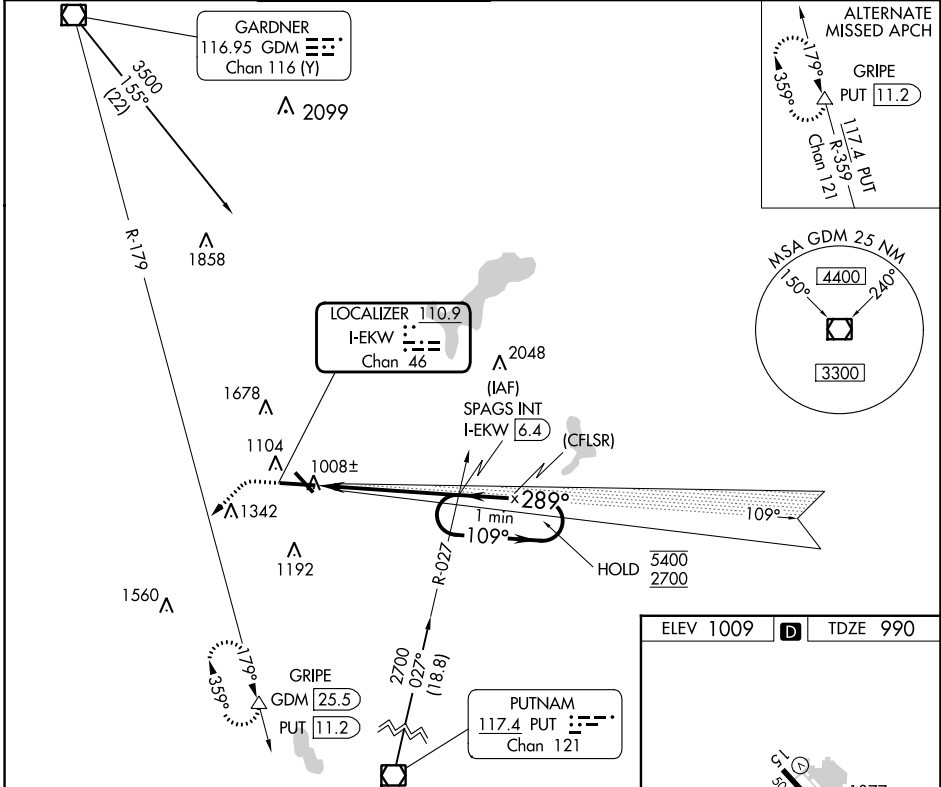 GARDNER
116.95 GDM
Chan 116 (Y)
3500
155°
(22)
2099
R-179
1858
ALTERNATE
MISSED APCH
179°
359°
GRIPE
PUT 11.2
117.4 PUT
R-359
Chan 121
MSA GDM 25 NM
150°
4400
240°
3300
LOCALIZER 110.9
I-EKW
Chan 46
2048
(IAF)
SPAGS INT
I-EKW 6.4
(CFLSR)
1678
1104
1008±
1342
x 289°
1 min
109°
109°
HOLD 5400
2700
1192
1560
R-027
2700
027°
(18.8)
179°
359°
GRIPE
GDM 25.5
PUT 11.2
PUTNAM
117.4 PUT
Chan 121
ELEV 1009 D TDZE 990
V
15